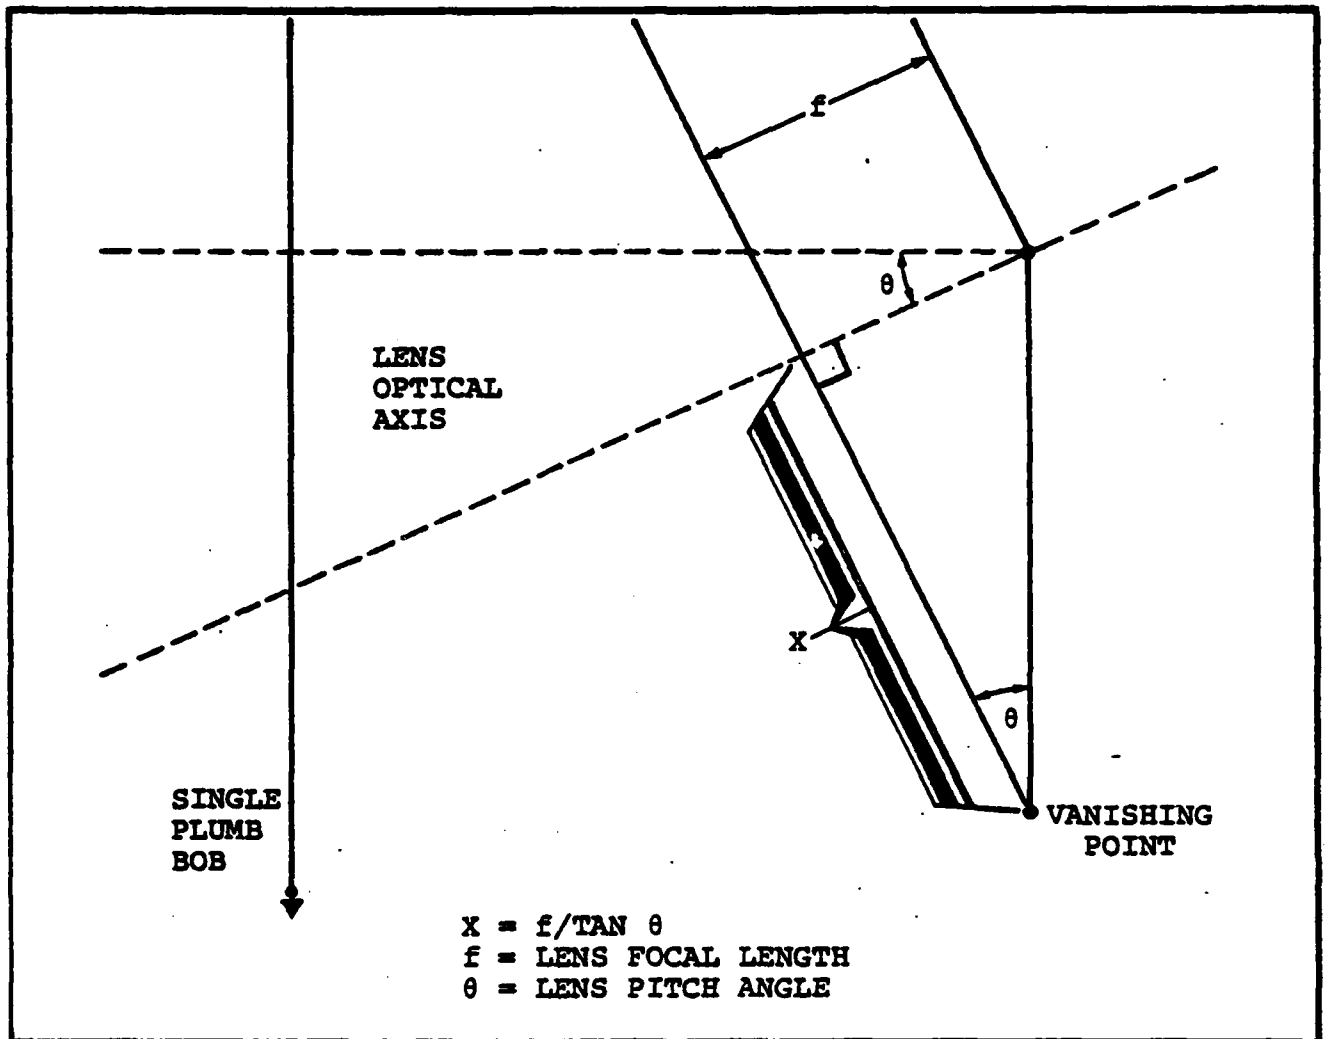 f
θ
LENS
OPTICAL
AXIS
X
θ
SINGLE
PLUMB
BOB
VANISHING
POINT
X = f/TAN θ
f = LENS FOCAL LENGTH
θ = LENS PITCH ANGLE